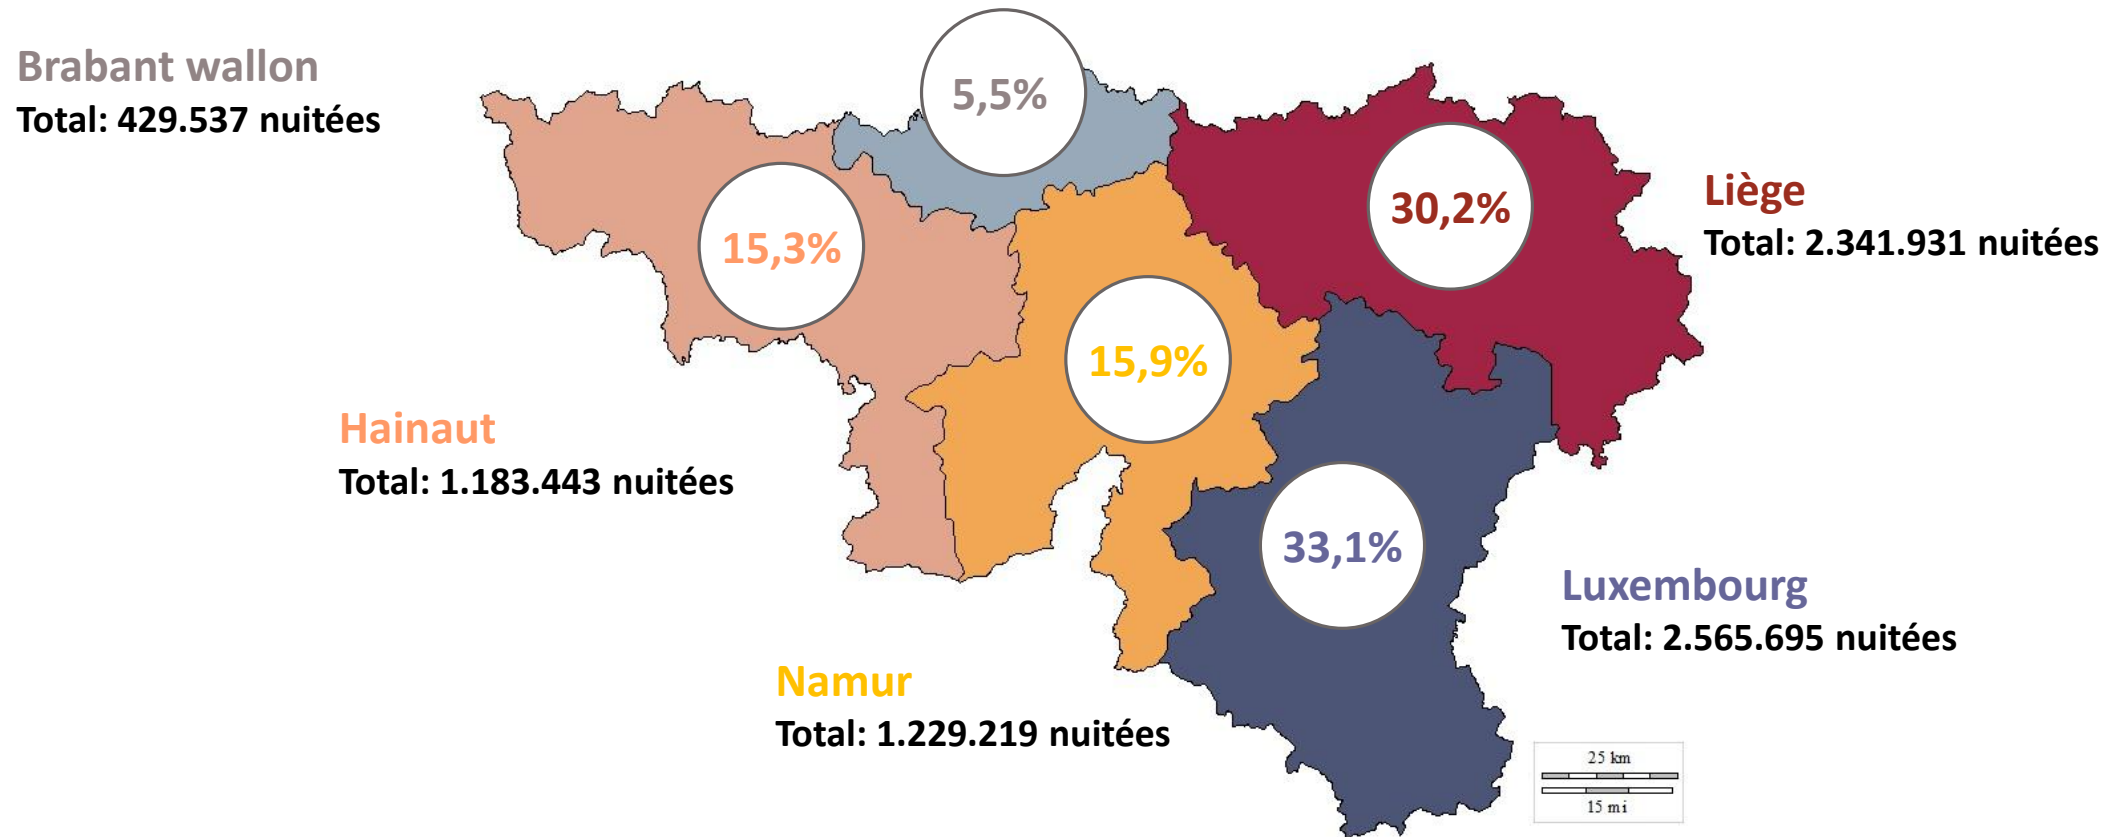 Brabant wallon
Total: 429.537 nuitées
5,5%
15,3%
30,2%
Liège
Total: 2.341.931 nuitées
15,9%
Hainaut
Total: 1.183.443 nuitées
33,1%
Luxembourg
Total: 2.565.695 nuitées
Namur
Total: 1.229.219 nuitées
25 km
15 mi